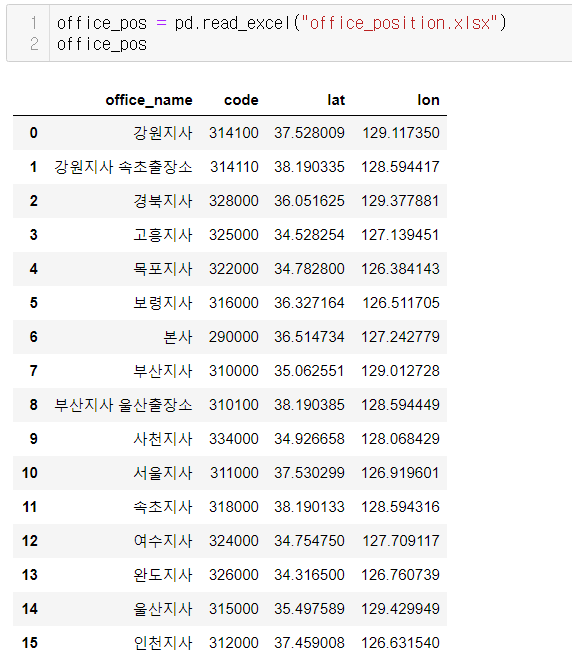 1 office_pos = pd.read_excel("office_position.xlsx")
2 office_pos
office_name code lat lon
0 강원지사 314100 37.528009 129.117350
1 강원지사 속초출장소 314110 38.190335 128.594417
2 경북지사 328000 36.051625 129.377881
3 고흥지사 325000 34.528254 127.139451
4 목포지사 322000 34.782800 126.384143
5 보령지사 316000 36.327164 126.511705
6 본사 290000 36.514734 127.242779
7 부산지사 310000 35.062551 129.012728
8 부산지사 울산출장소 310100 38.190385 128.594449
9 사천지사 334000 34.926658 128.068429
10 서울지사 311000 37.530299 126.919601
11 속초지사 318000 38.190133 128.594316
12 여수지사 324000 34.754750 127.709117
13 완도지사 326000 34.316500 126.760739
14 울산지사 315000 35.497589 129.429949
15 인천지사 312000 37.459008 126.631540